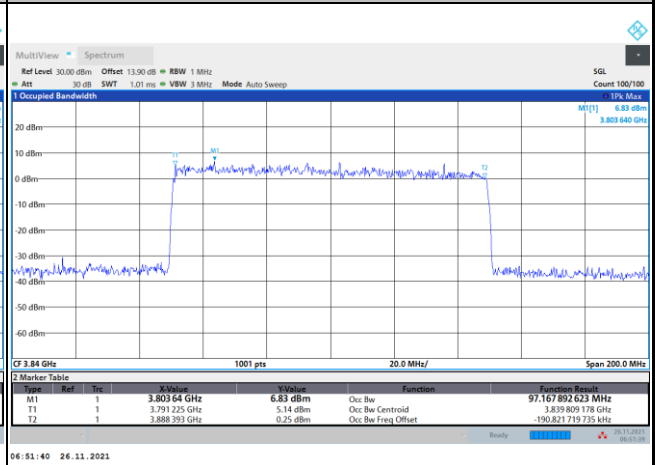 MultiView Spectrum
Ref Level 30.00 dBm Offset 13.90 dB RBW 1 MHz SGL
Att 30 dB SWT 1.01 ms VBW 3 MHz Mode Auto Sweep Count 100/100
1 Occupied Bandwidth 1Pk Max
M1[1] 6.83 dBm
3.803 640 GHz
20 dBm
10 dBm
T1 M1 T2
0 dBm
-10 dBm
-20 dBm
-30 dBm
-40 dBm
-50 dBm
-60 dBm
CF 3.84 GHz 1001 pts 20.0 MHz/ Span 200.0 MHz
2 Marker Table
Type Ref Trc X-Value Y-Value Function Function Result
M1 1 3.803 64 GHz 6.83 dBm Occ Bw 97.167 892 623 MHz
T1 1 3.791 225 GHz 5.14 dBm Occ Bw Centroid 3.839 809 178 GHz
T2 1 3.888 393 GHz 0.25 dBm Occ Bw Freq Offset -190.821 719 735 kHz
Ready 26.11.2021
06:51:39
06:51:40 26.11.2021